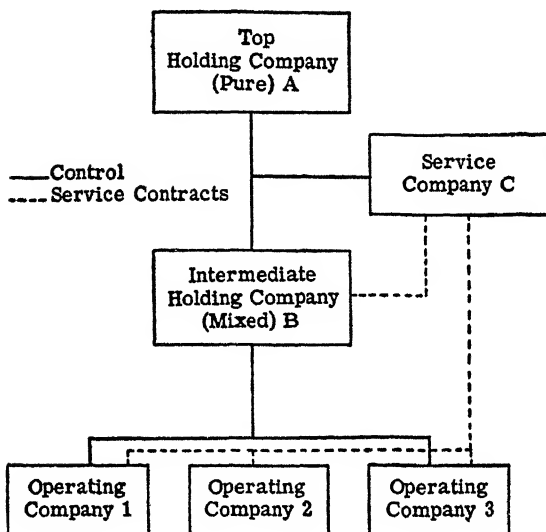 Top
Holding Company
(Pure) A
Control
Service Contracts
Service
Company C
Intermediate
Holding Company
(Mixed) B
Operating
Company 1
Operating
Company 2
Operating
Company 3